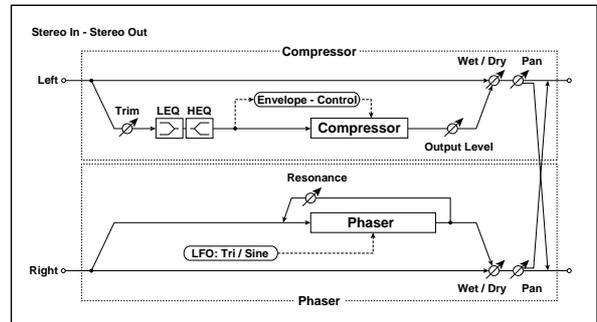 Stereo In - Stereo Out
Compressor
Wet / Dry
Pan
Left
Trim
LEQ
HEQ
Envelope - Control
Compressor
Output Level
Resonance
Phaser
LFO: Tri / Sine
Right
Wet / Dry
Pan
Phaser